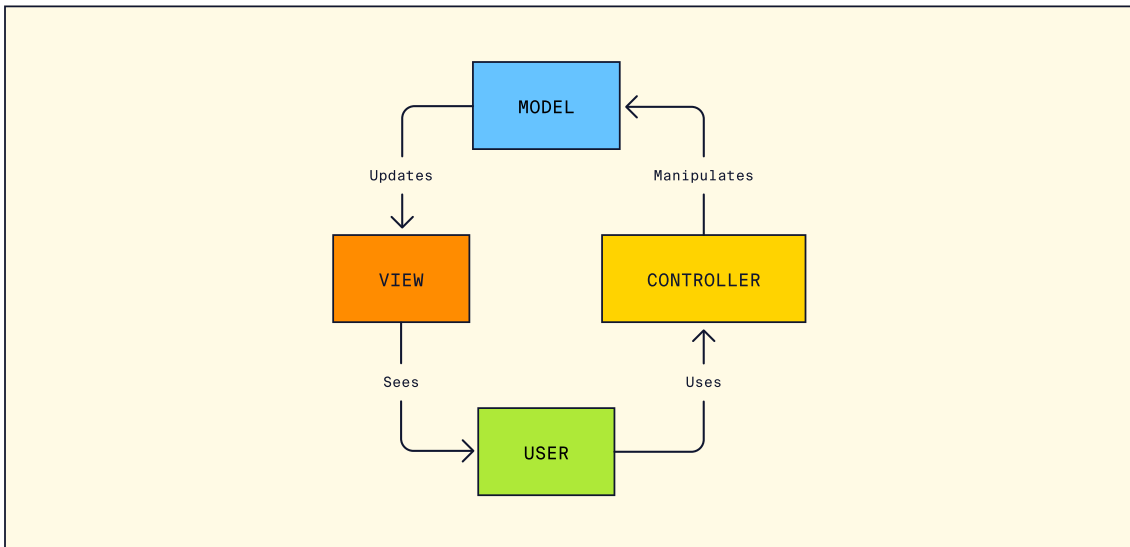 MODEL
Updates
Manipulates
VIEW
CONTROLLER
Sees
Uses
USER